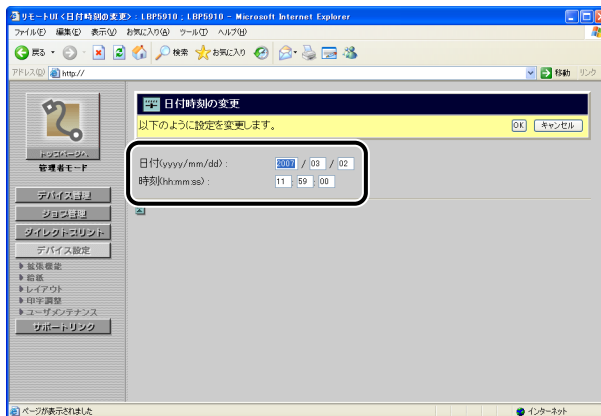 リモートUI <日付時刻の変更> : LBP5910 ; LBP5910 - Microsoft Internet Explorer
ファイル(F) 編集(E) 表示(V) お気に入り(A) ツール(T) ヘルプ(H)
戻る 検索 お気に入り
アドレス(D) http:// 移動 リンク
日付時刻の変更
以下のように設定を変更します。 OK キャンセル
トップページへ
管理者モード
日付(yyyy/mm/dd) : 2007 / 03 / 02
時刻(hh:mm:ss) : 11 : 59 : 00
デバイス管理
ジョブ管理
ダイレクトプリント
デバイス設定
拡張機能
給紙
レイアウト
印字調整
ユーザメンテナンス
サポートリンク
ページが表示されました インターネット